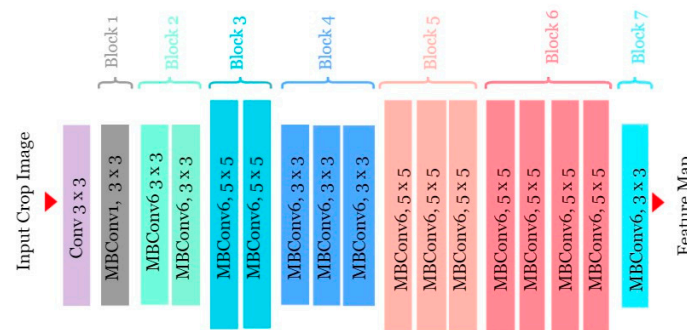 Block 1
Block 2
Block 3
Block 4
Block 5
Block 6
Block 7
Input Crop Image
Conv 3 x 3
MBConv1, 3 x 3
MBConv6 3 x 3
MBConv6, 3 x 3
MBConv6, 5 x 5
MBConv6, 5 x 5
MBConv6, 3 x 3
MBConv6, 3 x 3
MBConv6, 3 x 3
MBConv6, 5 x 5
MBConv6, 5 x 5
MBConv6, 5 x 5
MBConv6, 5 x 5
MBConv6, 5 x 5
MBConv6, 5 x 5
MBConv6, 5 x 5
MBConv6, 3 x 3
Feature Map